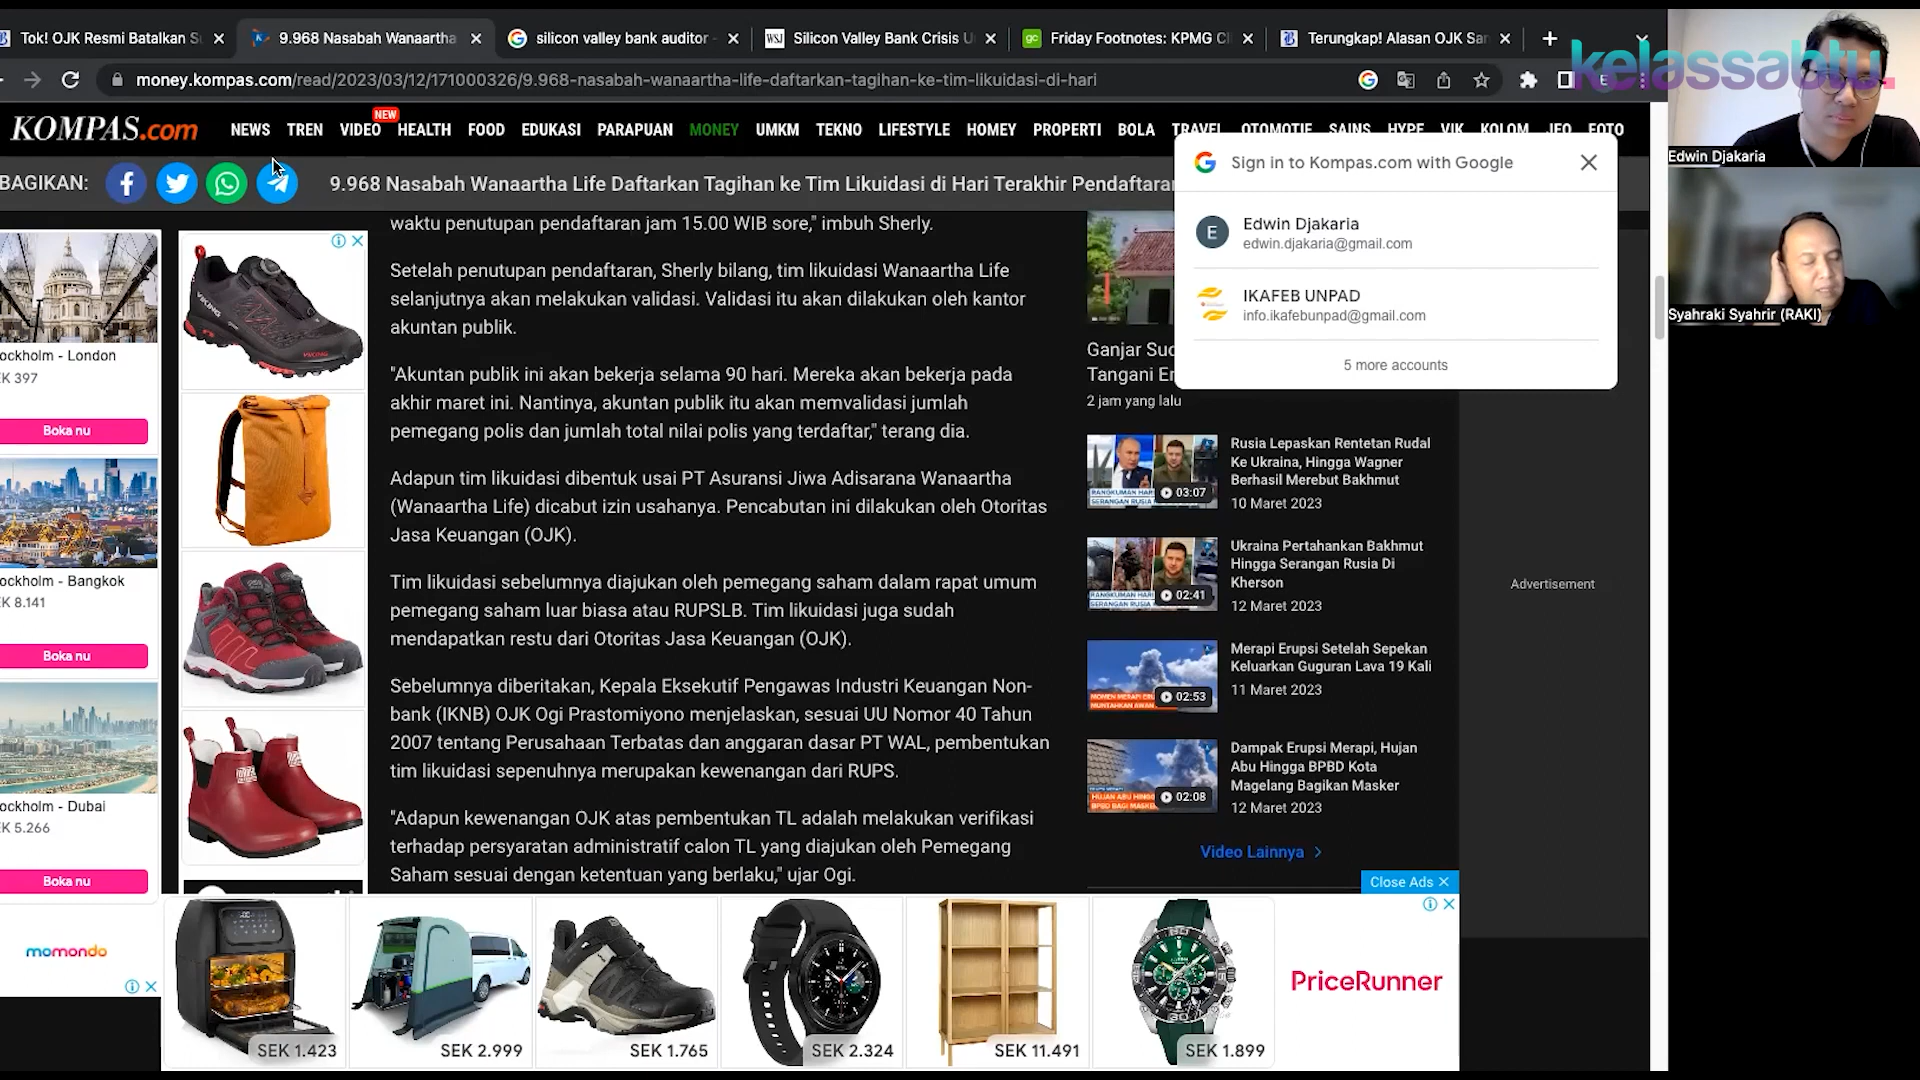 Tok! OJK Resmi Batalkan S
9.968 Nasabah Wanaartha
silicon valley bank auditor -
WSJ
Silicon Valley Bank Crisis U
gc
Friday Footnotes: KPMG Cl
Terungkap! Alasan OJK San
kelassabtu.
money.kompas.com/read/2023/03/12/171000326/9.968-nasabah-wanaartha-life-daftarkan-tagihan-ke-tim-likuidasi-di-hari
KOMPAS.com
NEWS
TREN
VIDEO
NEW
HEALTH
FOOD
EDUKASI
PARAPUAN
MONEY
UMKM
TEKNO
LIFESTYLE
HOMEY
PROPERTI
BOLA
TRAVEL
OTOMOTIF
SAINS
HYPE
VIK
KOLOM
JEO
FOTO
BAGIKAN:
9.968 Nasabah Wanaartha Life Daftarkan Tagihan ke Tim Likuidasi di Hari Terakhir Pendaftaran
Sign in to Kompas.com with Google
E
Edwin Djakaria
edwin.djakaria@gmail.com
IKAFEB UNPAD
info.ikafebunpad@gmail.com
5 more accounts
Edwin Djakaria
Syahraki Syahrir (RAKI)
waktu penutupan pendaftaran jam 15.00 WIB sore," imbuh Sherly.
Setelah penutupan pendaftaran, Sherly bilang, tim likuidasi Wanaartha Life
selanjutnya akan melakukan validasi. Validasi itu akan dilakukan oleh kantor
akuntan publik.
"Akuntan publik ini akan bekerja selama 90 hari. Mereka akan bekerja pada
akhir maret ini. Nantinya, akuntan publik itu akan memvalidasi jumlah
pemegang polis dan jumlah total nilai polis yang terdaftar," terang dia.
Adapun tim likuidasi dibentuk usai PT Asuransi Jiwa Adisarana Wanaartha
(Wanaartha Life) dicabut izin usahanya. Pencabutan ini dilakukan oleh Otoritas
Jasa Keuangan (OJK).
Tim likuidasi sebelumnya diajukan oleh pemegang saham dalam rapat umum
pemegang saham luar biasa atau RUPSLB. Tim likuidasi juga sudah
mendapatkan restu dari Otoritas Jasa Keuangan (OJK).
Sebelumnya diberitakan, Kepala Eksekutif Pengawas Industri Keuangan Non-
bank (IKNB) OJK Ogi Prastomiyono menjelaskan, sesuai UU Nomor 40 Tahun
2007 tentang Perusahaan Terbatas dan anggaran dasar PT WAL, pembentukan
tim likuidasi sepenuhnya merupakan kewenangan dari RUPS.
"Adapun kewenangan OJK atas pembentukan TL adalah melakukan verifikasi
terhadap persyaratan administratif calon TL yang diajukan oleh Pemegang
Saham sesuai dengan ketentuan yang berlaku," ujar Ogi.
ockholm - London
EK 397
Boka nu
ockholm - Bangkok
EK 8.141
Boka nu
ockholm - Dubai
EK 5.266
Boka nu
momondo
VIKING
Ganjar Suc
Tangani Er
2 jam yang lalu
03:07
Rusia Lepaskan Rentetan Rudal
Ke Ukraina, Hingga Wagner
Berhasil Merebut Bakhmut
10 Maret 2023
02:41
Ukraina Pertahankan Bakhmut
Hingga Serangan Rusia Di
Kherson
12 Maret 2023
02:53
Merapi Erupsi Setelah Sepekan
Keluarkan Guguran Lava 19 Kali
11 Maret 2023
02:08
Dampak Erupsi Merapi, Hujan
Abu Hingga BPBD Kota
Magelang Bagikan Masker
12 Maret 2023
Video Lainnya
Advertisement
Close Ads
SEK 1.423
SEK 2.999
SEK 1.765
SEK 2.324
SEK 11.491
SEK 1.899
PriceRunner